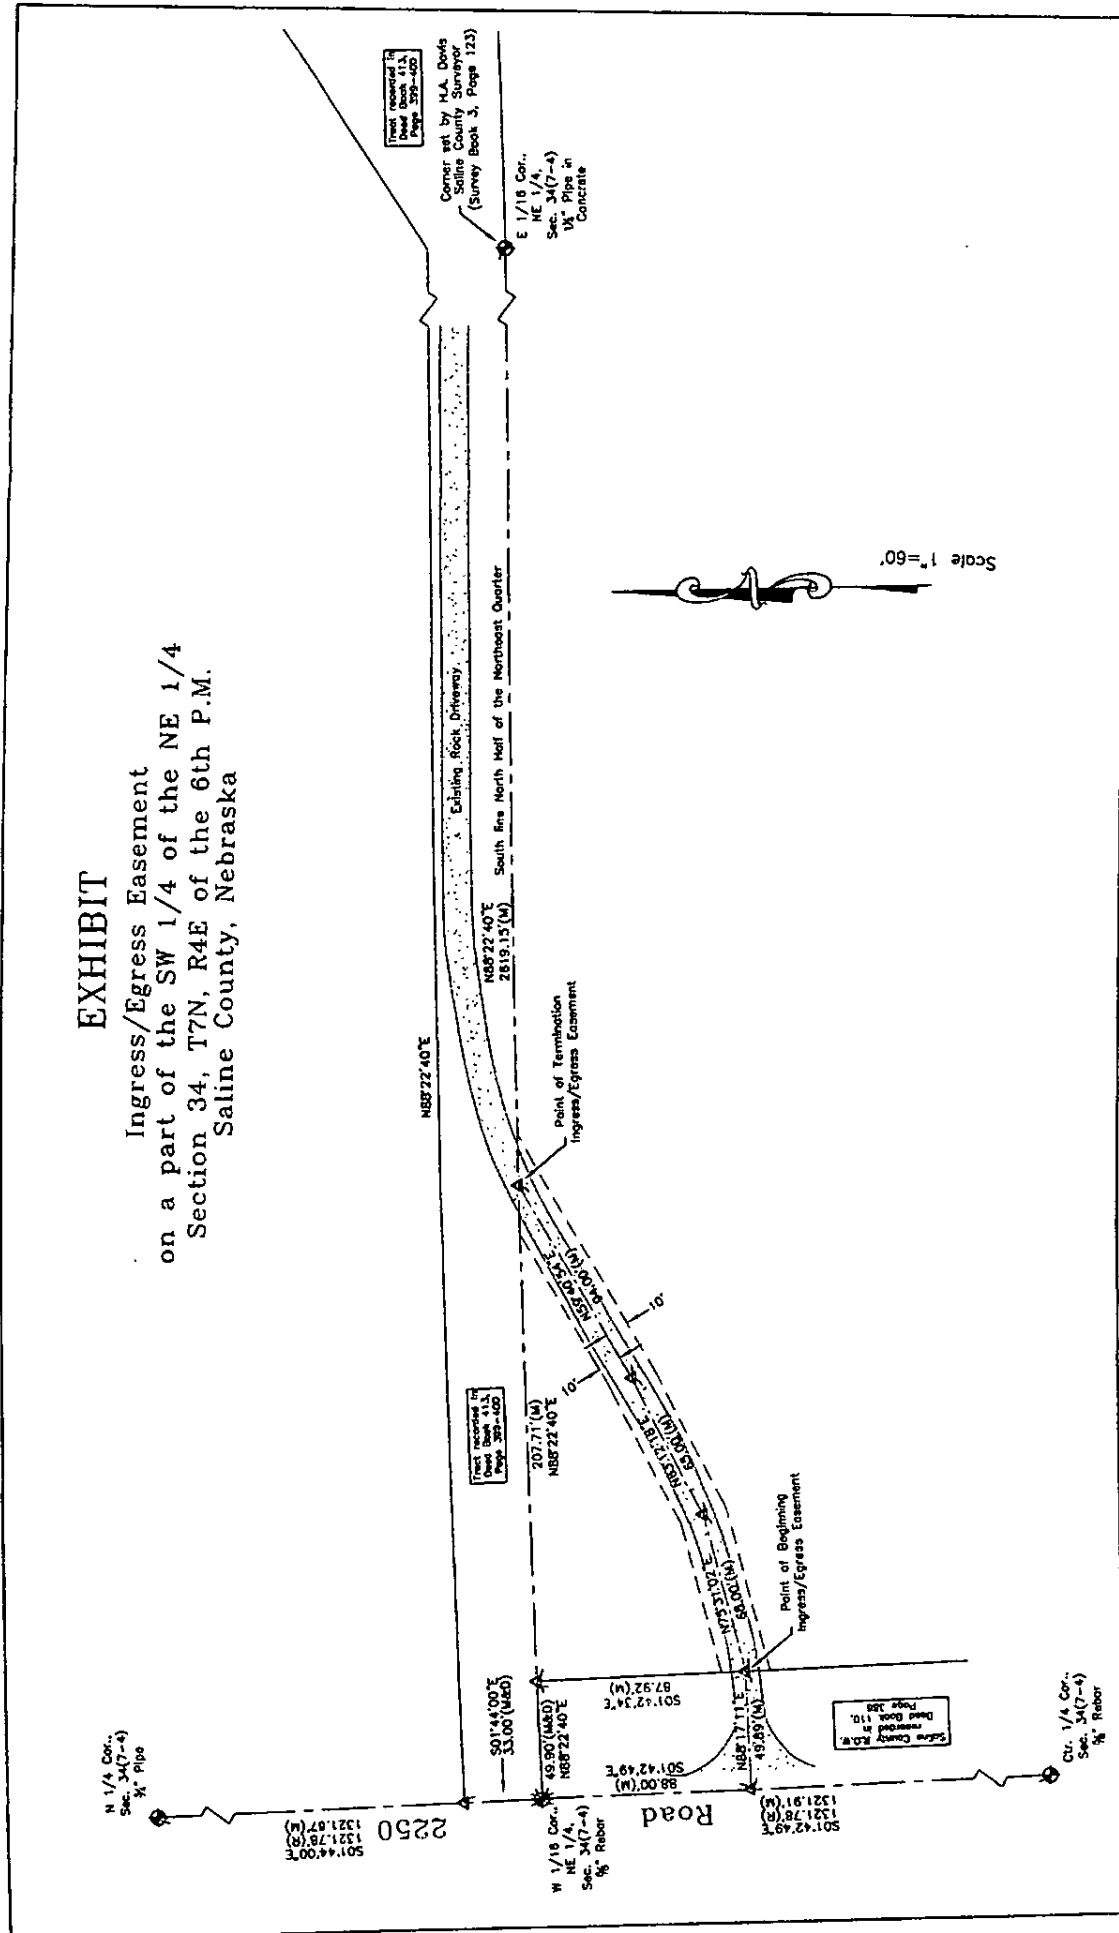 EXHIBIT
Ingress/Egress Easement
on a part of the SW 1/4 of the NE 1/4
Section 34, T7N, R4E of the 6th P.M.
Saline County, Nebraska
N 1/4 Cor.,
Sec. 34(7-4)
¾" Pipe
S01°44'00"E
1321.78'(R)
1321.87'(M)
2250
Road
W 1/16 Cor.,
NE 1/4,
Sec. 34(7-4)
⅝" Rebar
S01°44'00"E
33.00'(M&D)
49.90'(M&D)
N88°22'40"E
S01°42'49"E
88.00'(M)
S01°42'34"E
87.92'(M)
N88°17'11"E
49.89'(M)
S01°42'49"E
1321.78'(R)
1321.91'(M)
Saline County R.O.W.
recorded in
Deed Book 110,
Page 388
Ctr. 1/4 Cor.,
Sec. 34(7-4)
⅝" Rebar
Point of Beginning
Ingress/Egress Easement
N75°31'02"E
68.00'(M)
N63°12'18"E
65.00'(M)
10'
10'
94.00'(M)
Tract recorded in
Deed Book 413,
Page 399-400
207.71'(M)
N88°22'40"E
Point of Termination
Ingress/Egress Easement
N88°22'40"E
N88°22'40"E
2619.15'(M)
South line North Half of the Northeast Quarter
Existing Rock Driveway
Tract recorded in
Deed Book 413,
Page 399-400
Corner set by H.A. Davis
Saline County Surveyor
(Survey Book 3, Page 123)
E 1/16 Cor.,
NE 1/4,
Sec. 34(7-4)
1½" Pipe in
Concrete
Scale 1"=60'